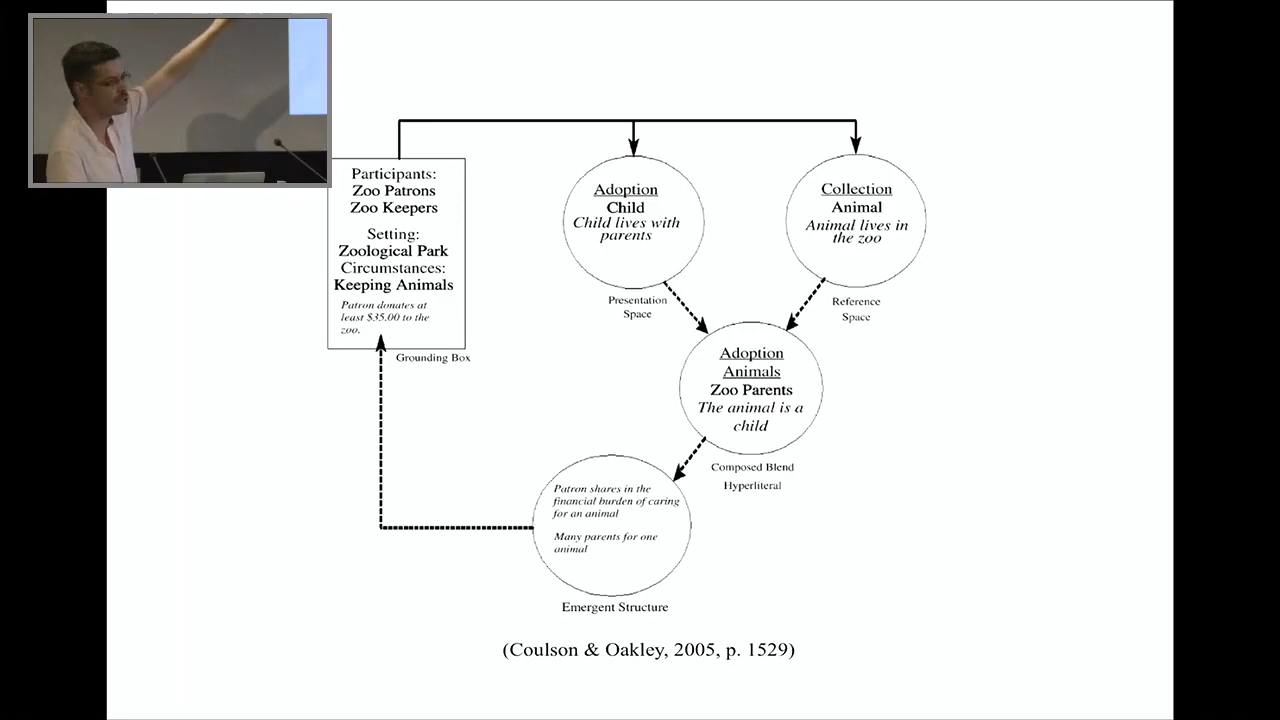 Participants:
Zoo Patrons
Zoo Keepers
Setting:
Zoological Park
Circumstances:
Keeping Animals
Patron donates at
least $35.00 to the
zoo.
Grounding Box
Adoption
Child
Child lives with
parents
Presentation
Space
Collection
Animal
Animal lives in
the zoo
Reference
Space
Adoption
Animals
Zoo Parents
The animal is a
child
Composed Blend
Hyperliteral
Patron shares in the
financial burden of caring
for an animal
Many parents for one
animal
Emergent Structure
(Coulson & Oakley, 2005, p. 1529)